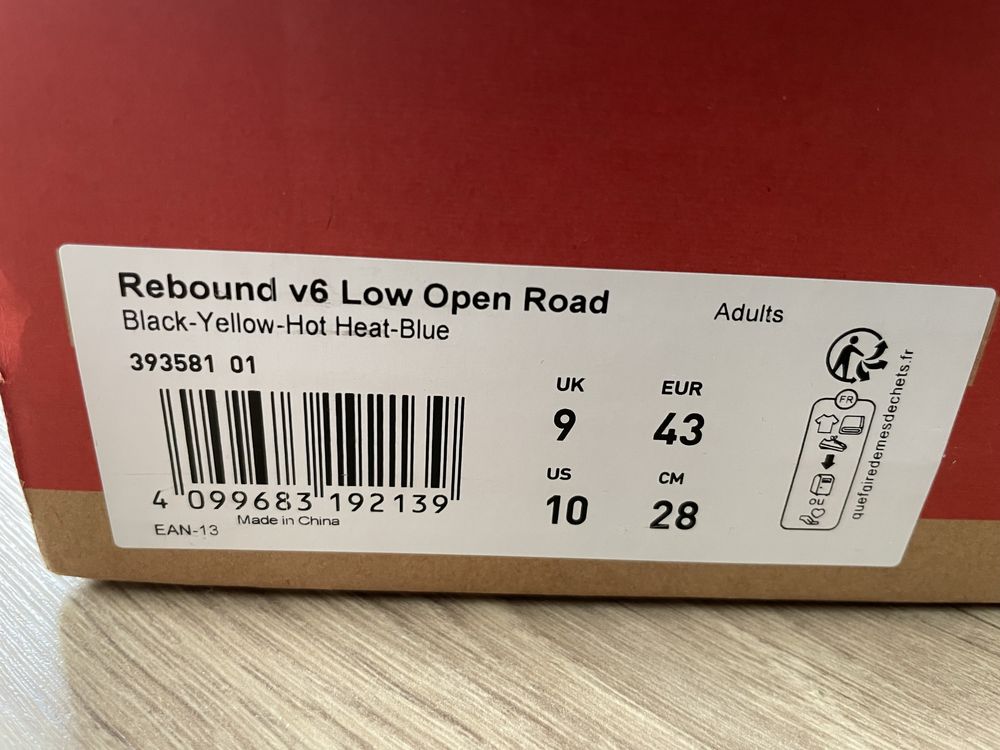 Rebound v6 Low Open Road
Adults
Black-Yellow-Hot Heat-Blue
393581 01
UK
9
EUR
43
US
10
CM
28
4 099683 192139
EAN-13
Made in China
FR
quefairedemesdechets.fr